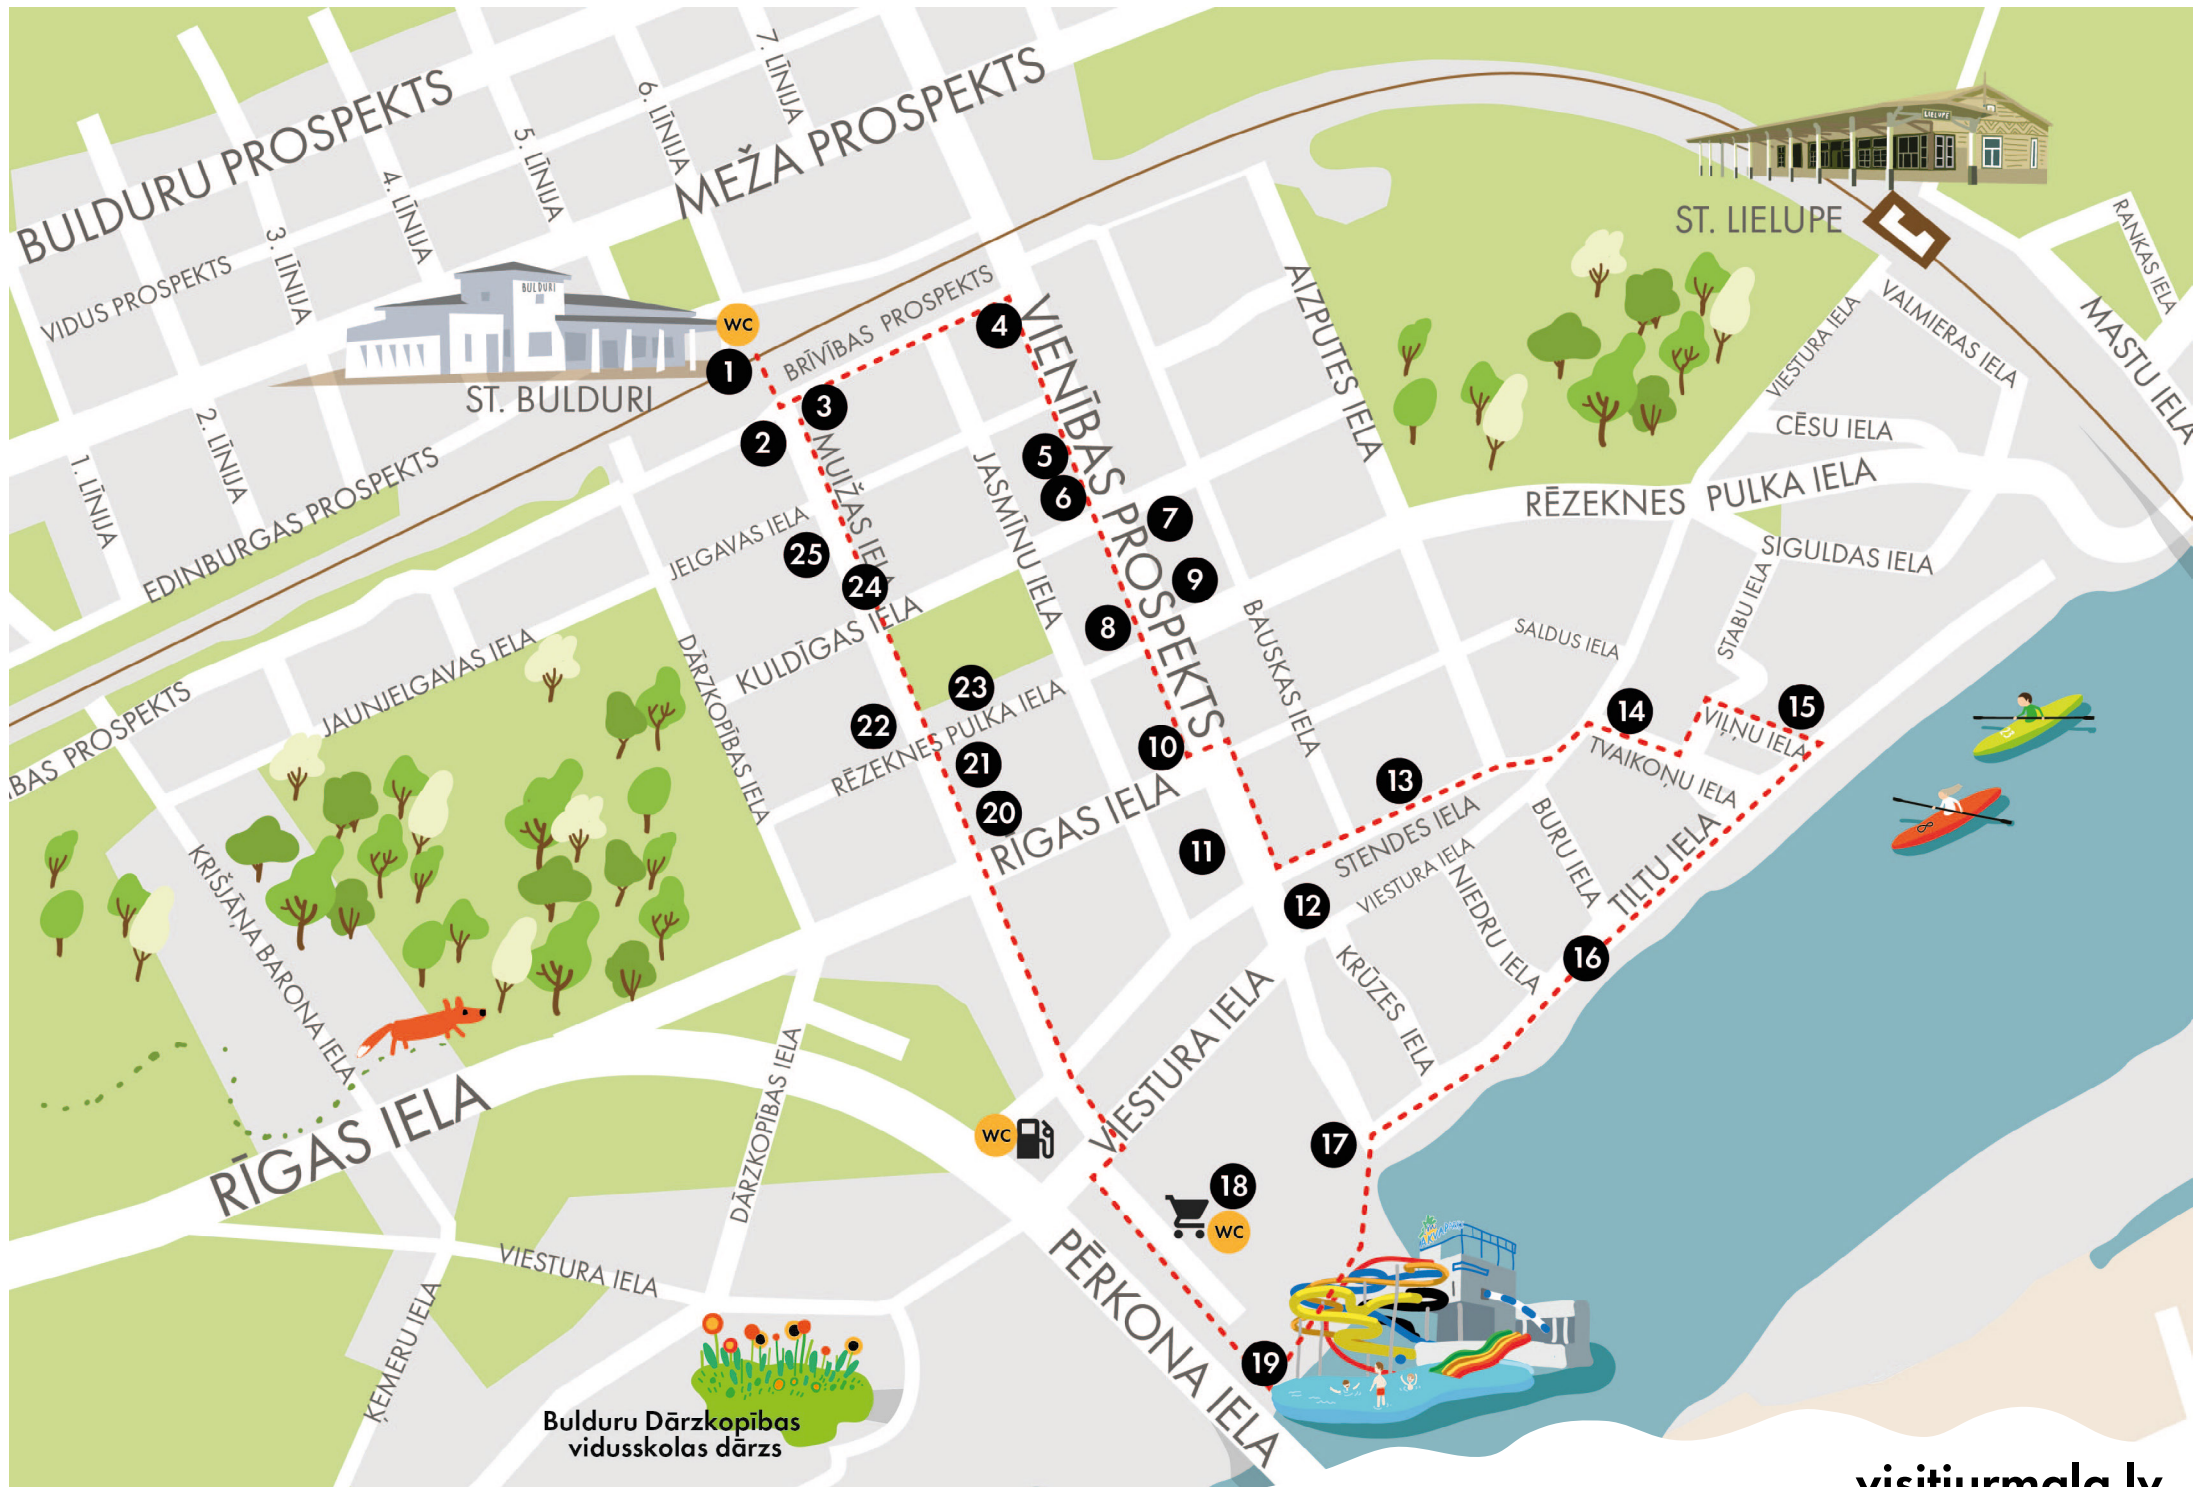 BULDURU PROSPEKTS
MEŽA PROSPEKTS
7. LĪNIJA
6. LĪNIJA
5. LĪNIJA
4. LĪNIJA
3. LĪNIJA
VIDUS PROSPEKTS
2. LĪNIJA
1. LĪNIJA
BULDURI
WC
1
ST. BULDURI
EDINBURGAS PROSPEKTS
BRĪVĪBAS PROSPEKTS
4
3
2
VIENĪBAS PROSPEKTS
AIZPUTES IELA
LIELUPE
ST. LIELUPE
RANKAS IELA
MASTU IELA
VALMIERAS IELA
VIESTURA IELA
CĒSU IELA
RĒZEKNES PULKA IELA
SIGULDAS IELA
STABU IELA
SALDUS IELA
MUIŽAS IELA
JASMĪNU IELA
5
6
7
9
8
JELGAVAS IELA
25
24
KULDĪGAS IELA
BAUSKAS IELA
DĀRZKOPĪBAS IELA
JAUNJELGAVAS IELA
ĪBAS PROSPEKTS
23
22
RĒZEKNES PULKA IELA
21
20
10
RĪGAS IELA
11
12
13
14
15
VIĻŅU IELA
TVAIKOŅU IELA
STENDES IELA
VIESTURA IELA
BURU IELA
NIEDRU IELA
TILTU IELA
16
KRŪZES IELA
23
8
KRIŠJĀŅA BARONA IELA
RĪGAS IELA
DĀRZKOPĪBAS IELA
VIESTURA IELA
WC
17
18
WC
VIESTURA IELA
ĶEMERU IELA
PĒRKONA IELA
19
AKVAPARK
Bulduru Dārzkopības
vidusskolas dārzs
visitjurmala.lv